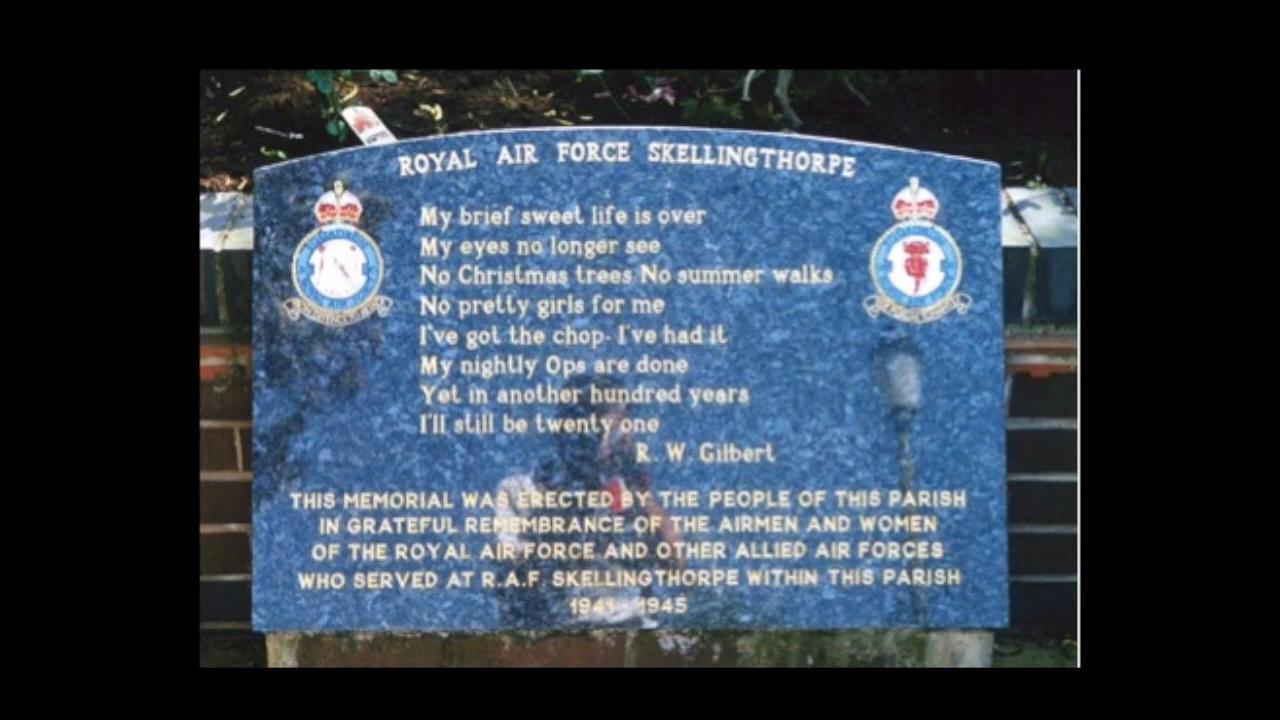 ROYAL AIR FORCE SKELLINGTHORPE
My brief sweet life is over
My eyes no longer see
No Christmas trees No summer walks
No pretty girls for me
I've got the chop- I've had it
My nightly Ops are done
Yet in another hundred years
I'll still be twenty one
R. W. Gilbert
THIS MEMORIAL WAS ERECTED BY THE PEOPLE OF THIS PARISH
IN GRATEFUL REMEMBRANCE OF THE AIRMEN AND WOMEN
OF THE ROYAL AIR FORCE AND OTHER ALLIED AIR FORCES
WHO SERVED AT R.A.F. SKELLINGTHORPE WITHIN THIS PARISH
1941 - 1945